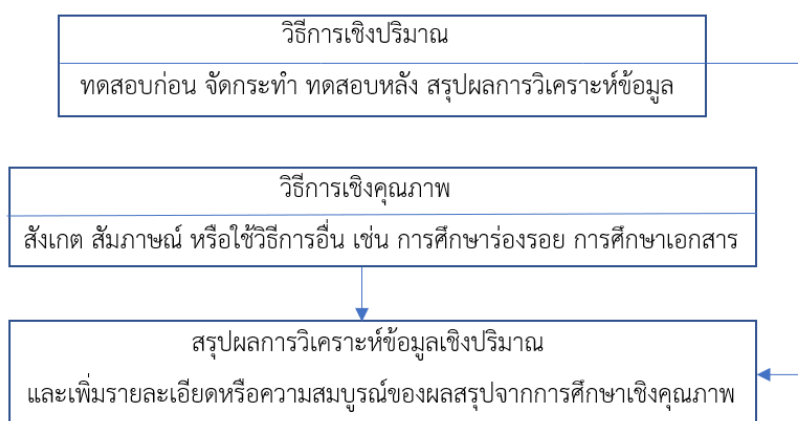 วิธีการเชิงปริมาณ
ทดสอบก่อน จัดกระทำ ทดสอบหลัง สรุปผลการวิเคราะห์ข้อมูล
วิธีการเชิงคุณภาพ
สังเกต สัมภาษณ์ หรือใช้วิธีการอื่น เช่น การศึกษาร่องรอย การศึกษาเอกสาร
สรุปผลการวิเคราะห์ข้อมูลเชิงปริมาณ
และเพิ่มรายละเอียดหรือความสมบูรณ์ของผลสรุปจากการศึกษาเชิงคุณภาพ